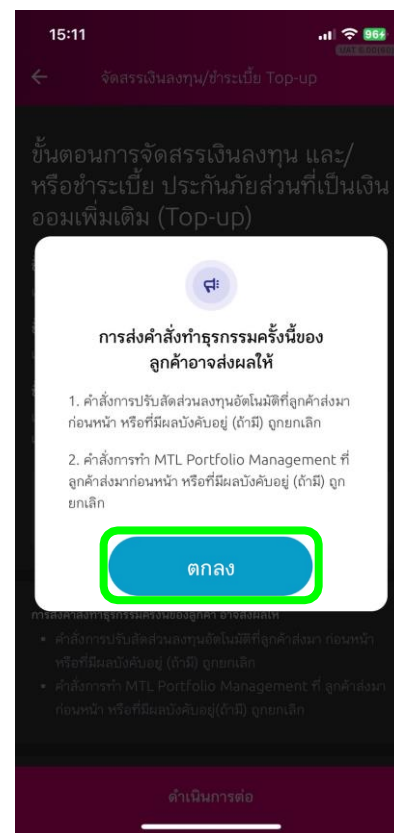 15:11
96
UAT 5.0
จัดสรรเงินลงทุน/ชำระเบี้ย Top-up
ขั้นตอนการจัดสรรเงินลงทุน และ/
หรือชำระเบี้ย ประกันภัยส่วนที่เป็นเงิน
ออมเพิ่มเติม (Top-up)
การส่งคำสั่งทำธุรกรรมครั้งนี้ของ
ลูกค้าอาจส่งผลให้
1. คำสั่งการปรับสัดส่วนลงทุนอัตโนมัติที่ลูกค้าส่งมา
ก่อนหน้า หรือที่มีผลบังคับอยู่ (ถ้ามี) ถูกยกเลิก
2. คำสั่งการทำ MTL Portfolio Management ที่
ลูกค้าส่งมาก่อนหน้า หรือที่มีผลบังคับอยู่ (ถ้ามี) ถูก
ยกเลิก
ตกลง
การส่งคำสั่งทำธุรกรรมครั้งนี้ของลูกค้า อาจส่งผลให้
• คำสั่งการปรับสัดส่วนลงทุนอัตโนมัติที่ลูกค้าส่งมา ก่อนหน้า
หรือที่มีผลบังคับอยู่ (ถ้ามี) ถูกยกเลิก
• คำสั่งการทำ MTL Portfolio Management ที่ ลูกค้าส่งมา
ก่อนหน้า หรือที่มีผลบังคับอยู่(ถ้ามี) ถูกยกเลิก
ดำเนินการต่อ